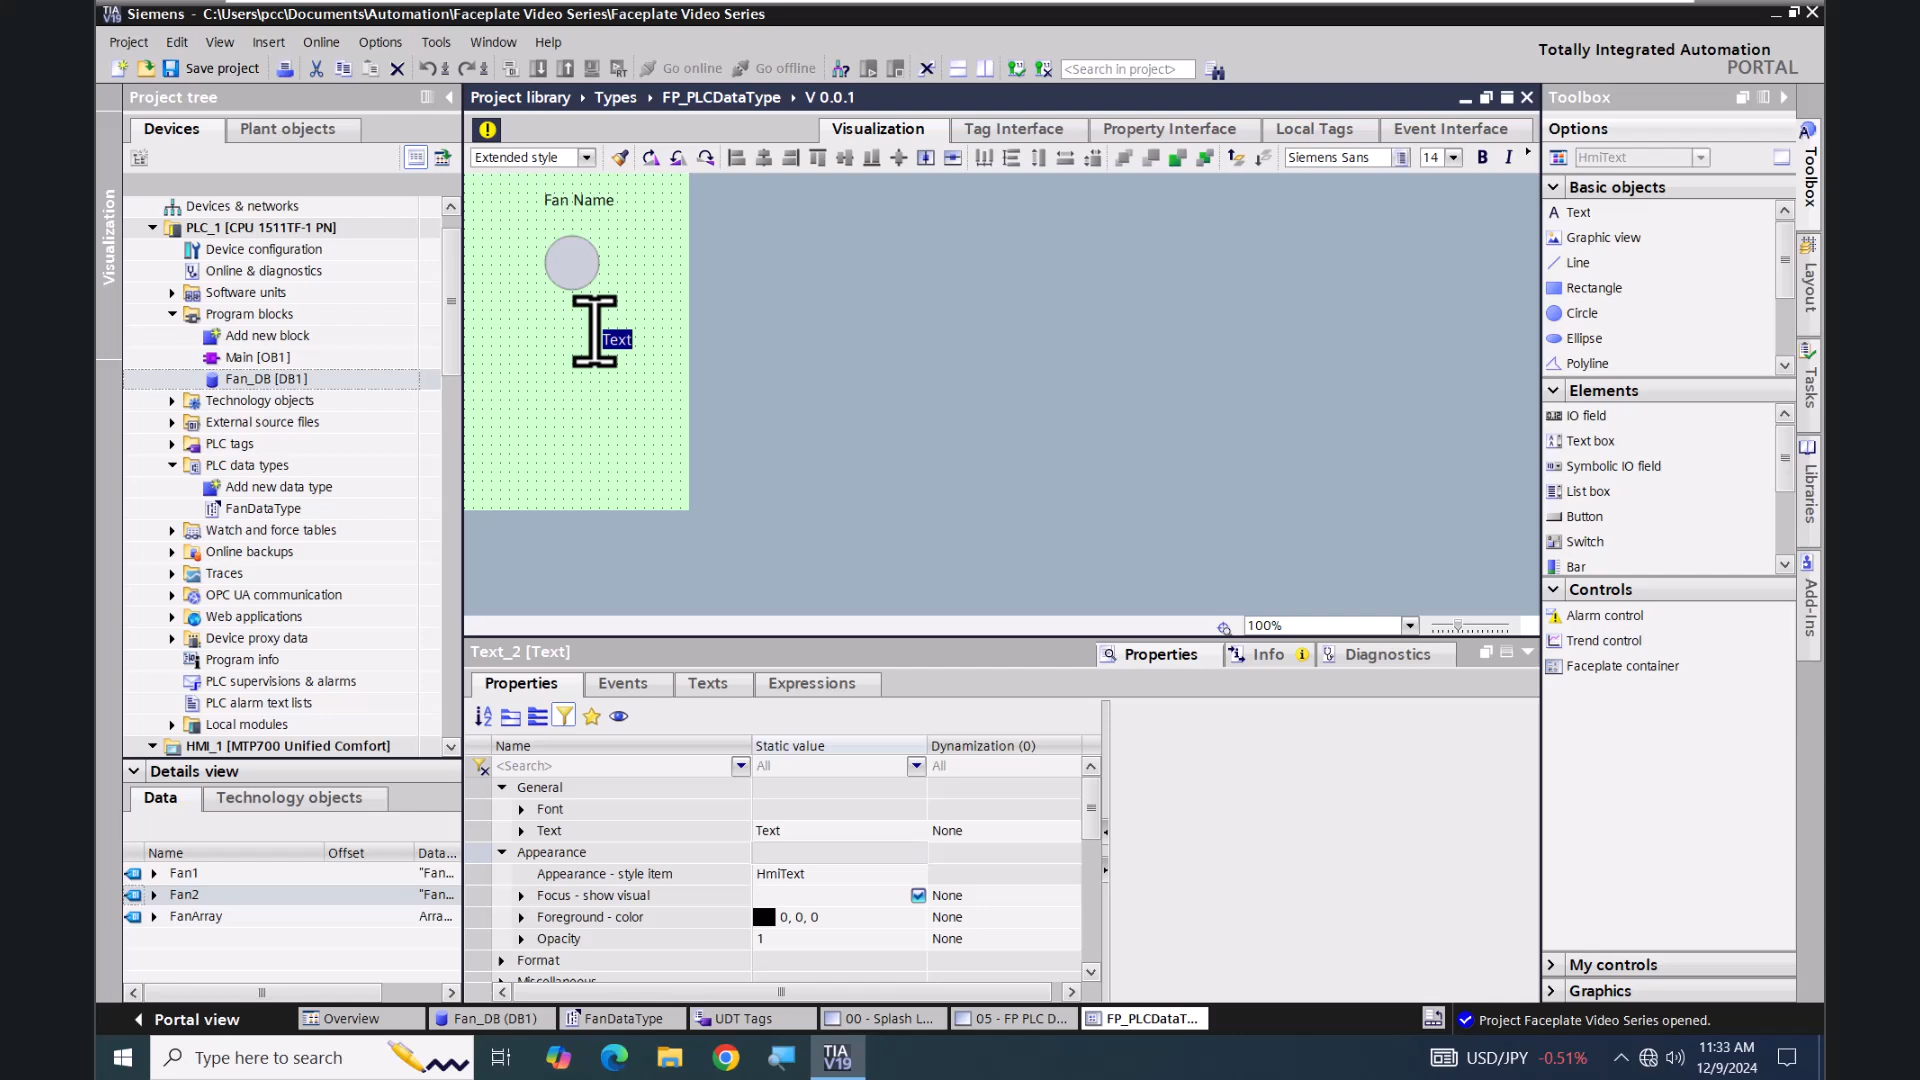 Siemens - C:\Users\pcc\Documents\Automation\Faceplate Video Series\Faceplate Video Series
Project Edit View Insert Online Options Tools Window Help
Totally Integrated Automation
PORTAL
Save project Go online Go offline <Search in project>
Project tree
Devices Plant objects
Visualization
Devices & networks
PLC_1 [CPU 1511TF-1 PN]
Device configuration
Online & diagnostics
Software units
Program blocks
Add new block
Main [OB1]
Fan_DB [DB1]
Technology objects
External source files
PLC tags
PLC data types
Add new data type
FanDataType
Watch and force tables
Online backups
Traces
OPC UA communication
Web applications
Device proxy data
Program info
PLC supervisions & alarms
PLC alarm text lists
Local modules
HMI_1 [MTP700 Unified Comfort]
Details view
Data Technology objects
Name Offset Data...
Fan1 "Fan...
Fan2 "Fan...
FanArray Arra...
Project library Types FP_PLCDataType V 0.0.1
Visualization Tag Interface Property Interface Local Tags Event Interface
Extended style Siemens Sans 14 B I
Fan Name
Text
100%
Text_2 [Text]
Properties Info Diagnostics
Properties Events Texts Expressions
Name Static value Dynamization (0)
<Search> All All
General
Font
Text Text None
Appearance
Appearance - style item HmiText
Focus - show visual None
Foreground - color 0, 0, 0 None
Opacity 1 None
Format
Miscellaneous
Toolbox
Options
HmiText
Basic objects
Text
Graphic view
Line
Rectangle
Circle
Ellipse
Polyline
Elements
IO field
Text box
Symbolic IO field
List box
Button
Switch
Bar
Controls
Alarm control
Trend control
Faceplate container
My controls
Graphics
Toolbox
Layout
Tasks
Libraries
Add-Ins
Portal view Overview Fan_DB (DB1) FanDataType UDT Tags 00 - Splash L... 05 - FP PLC D... FP_PLCDataT... Project Faceplate Video Series opened.
Type here to search TIA V19 USD/JPY -0.51% 11:33 AM
12/9/2024